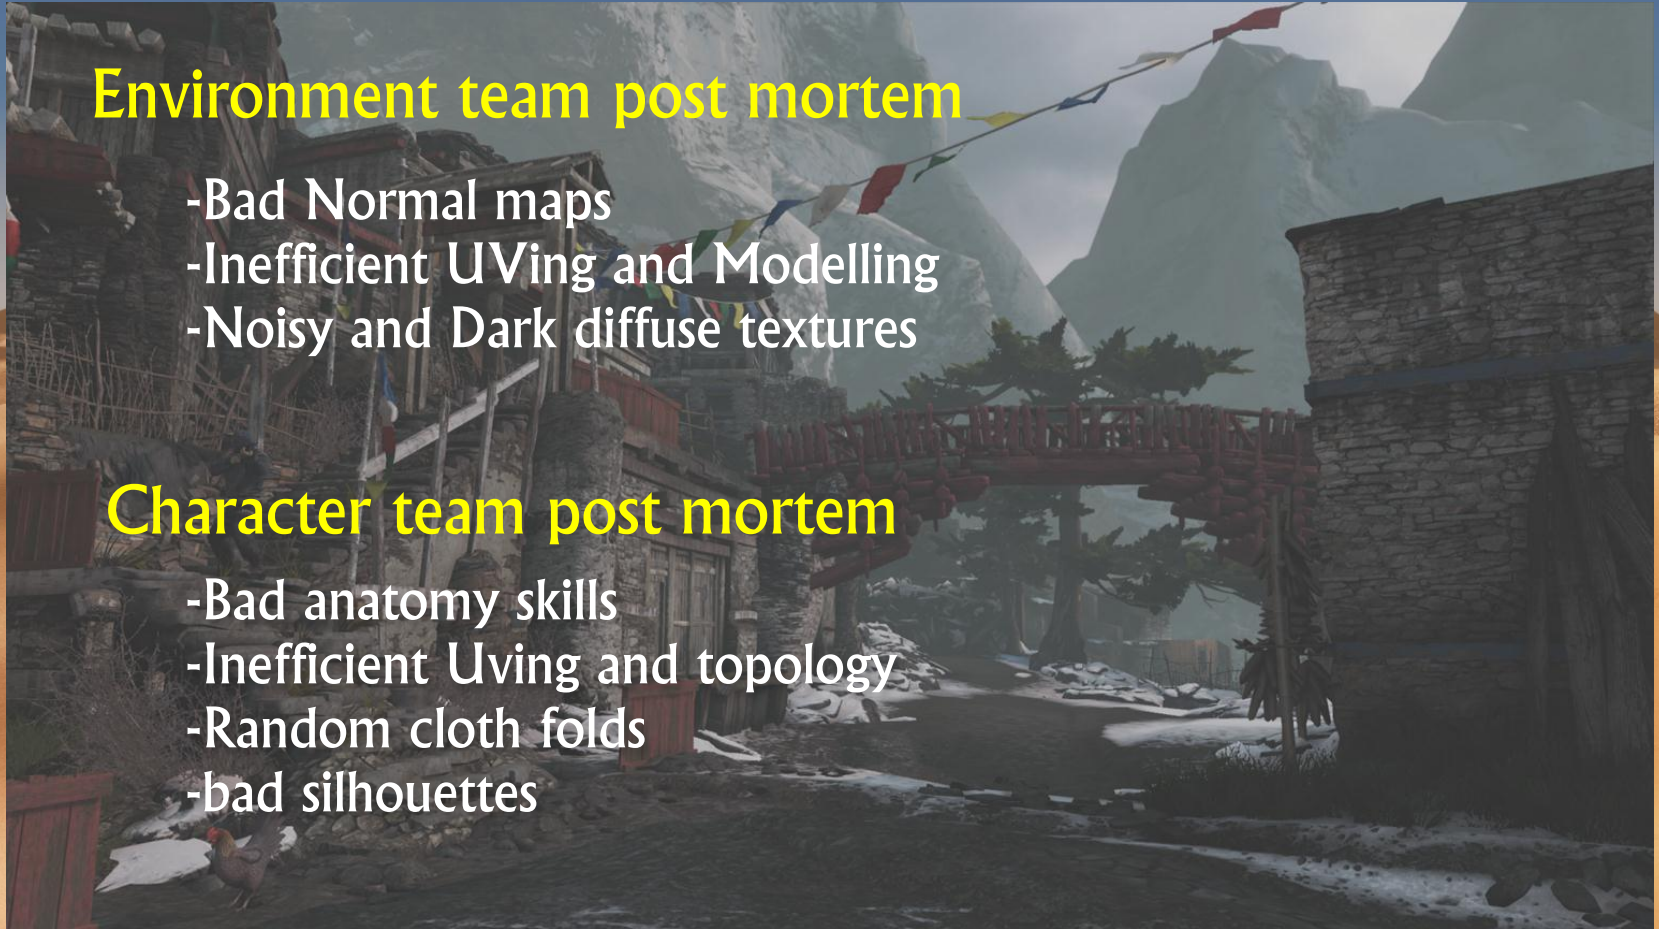 Environment team post mortem
-Bad Normal maps
-Inefficient UVing and Modelling
-Noisy and Dark diffuse textures
Character team post mortem
-Bad anatomy skills
-Inefficient Uving and topology
-Random cloth folds
-bad silhouettes